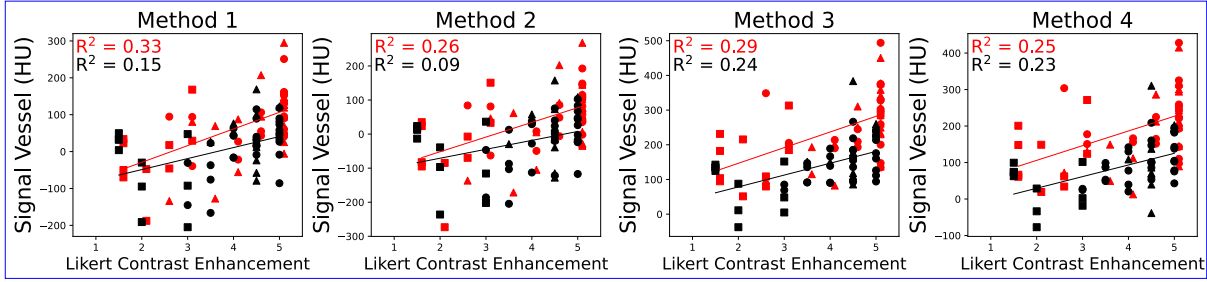 Method 1
Signal Vessel (HU)
R² = 0.33
R² = 0.15
300
200
100
0
−100
−200
1 2 3 4 5
Likert Contrast Enhancement
Method 2
Signal Vessel (HU)
R² = 0.26
R² = 0.09
200
100
0
−100
−200
−300
1 2 3 4 5
Likert Contrast Enhancement
Method 3
Signal Vessel (HU)
R² = 0.29
R² = 0.24
500
400
300
200
100
0
1 2 3 4 5
Likert Contrast Enhancement
Method 4
Signal Vessel (HU)
R² = 0.25
R² = 0.23
400
300
200
100
0
−100
1 2 3 4 5
Likert Contrast Enhancement